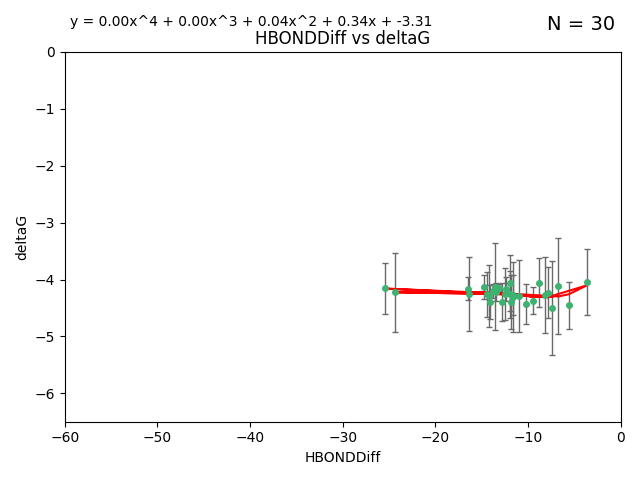 y = 0.00x^4 + 0.00x^3 + 0.04x^2 + 0.34x + -3.31
N = 30
HBONDDiff vs deltaG
0
−1
−2
−3
−4
−5
−6
deltaG
−60
−50
−40
−30
−20
−10
0
HBONDDiff